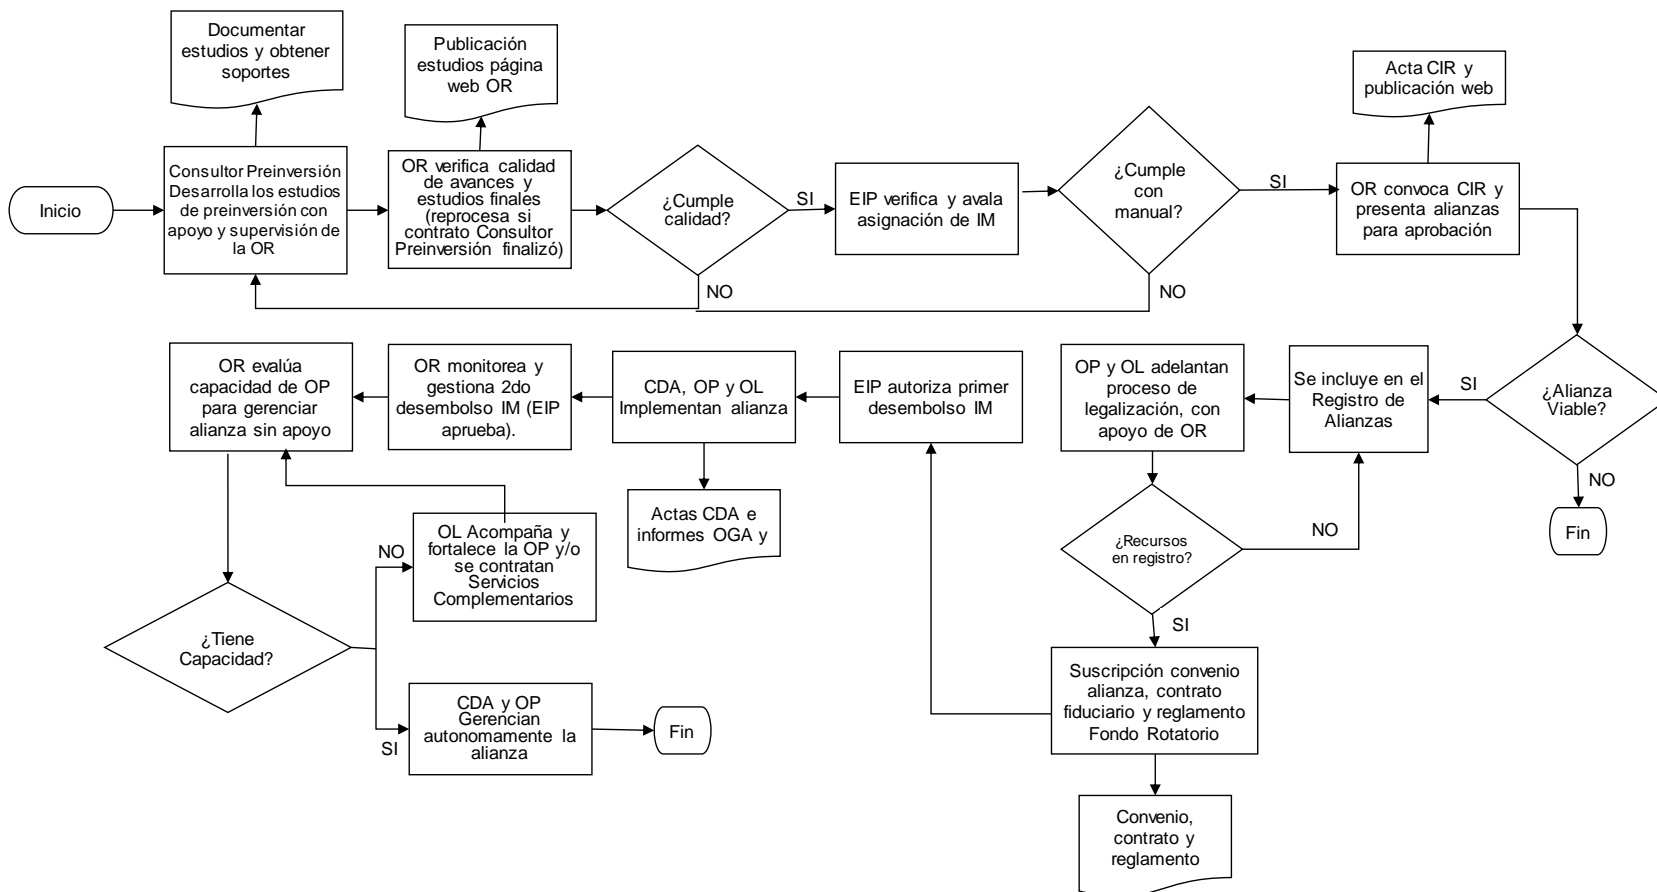 Documentar
estudios y obtener
soportes
Publicación
estudios página
web OR
Acta CIR y
publicación web
Inicio
Consultor Preinversión
Desarrolla los estudios
de preinversión con
apoyo y supervisión de
la OR
OR verifica calidad
de avances y
estudios finales
(reprocesa si
contrato Consultor
Preinversión finalizó)
¿Cumple
calidad?
SI
NO
EIP verifica y avala
asignación de IM
¿Cumple
con
manual?
SI
NO
OR convoca CIR y
presenta alianzas
para aprobación
¿Alianza
Viable?
SI
NO
Fin
Se incluye en el
Registro de
Alianzas
OP y OL adelantan
proceso de
legalización, con
apoyo de OR
¿Recursos
en registro?
NO
SI
Suscripción convenio
alianza, contrato
fiduciario y reglamento
Fondo Rotatorio
Convenio,
contrato y
reglamento
EIP autoriza primer
desembolso IM
CDA, OP y OL
Implementan alianza
Actas CDA e
informes OGA y
OR monitorea y
gestiona 2do
desembolso IM (EIP
aprueba).
OR evalúa
capacidad de OP
para gerenciar
alianza sin apoyo
¿Tiene
Capacidad?
NO
OL Acompaña y
fortalece la OP y/o
se contratan
Servicios
Complementarios
SI
CDA y OP
Gerencian
autonomamente la
alianza
Fin